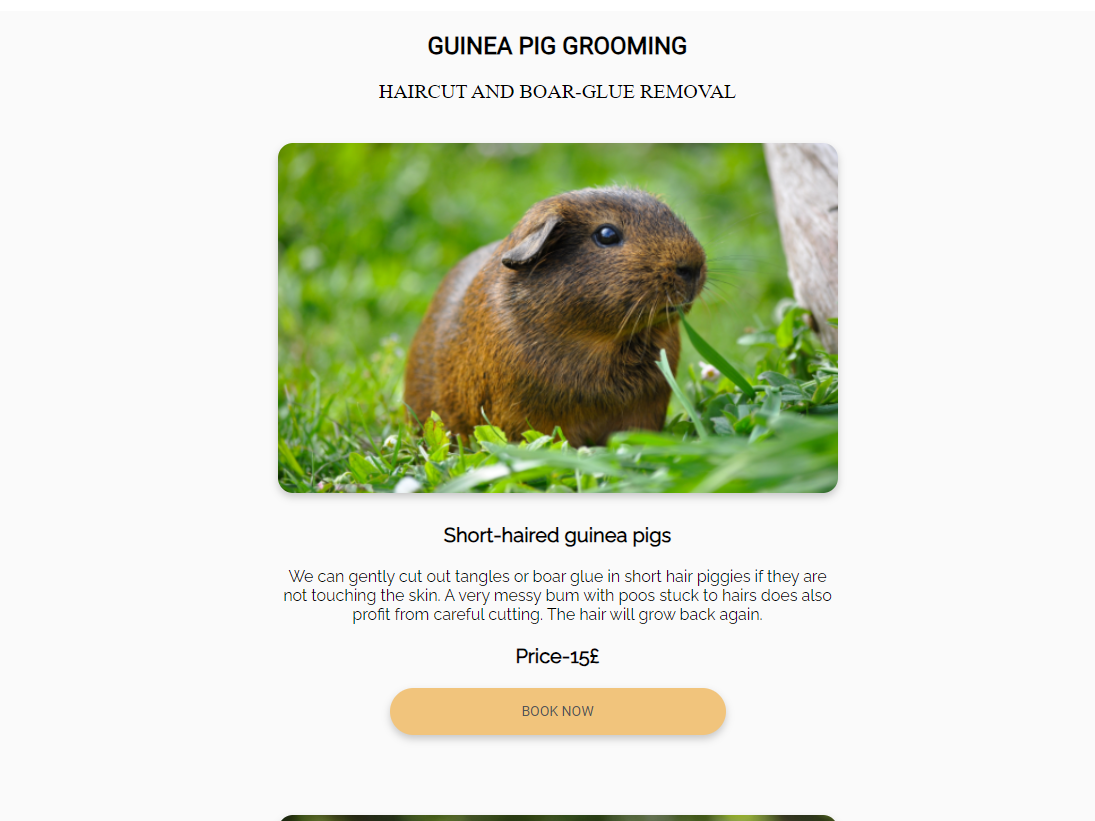 GUINEA PIG GROOMING
HAIRCUT AND BOAR-GLUE REMOVAL
Short-haired guinea pigs
We can gently cut out tangles or boar glue in short hair piggies if they are
not touching the skin. A very messy bum with poos stuck to hairs does also
profit from careful cutting. The hair will grow back again.
Price-15£
BOOK NOW